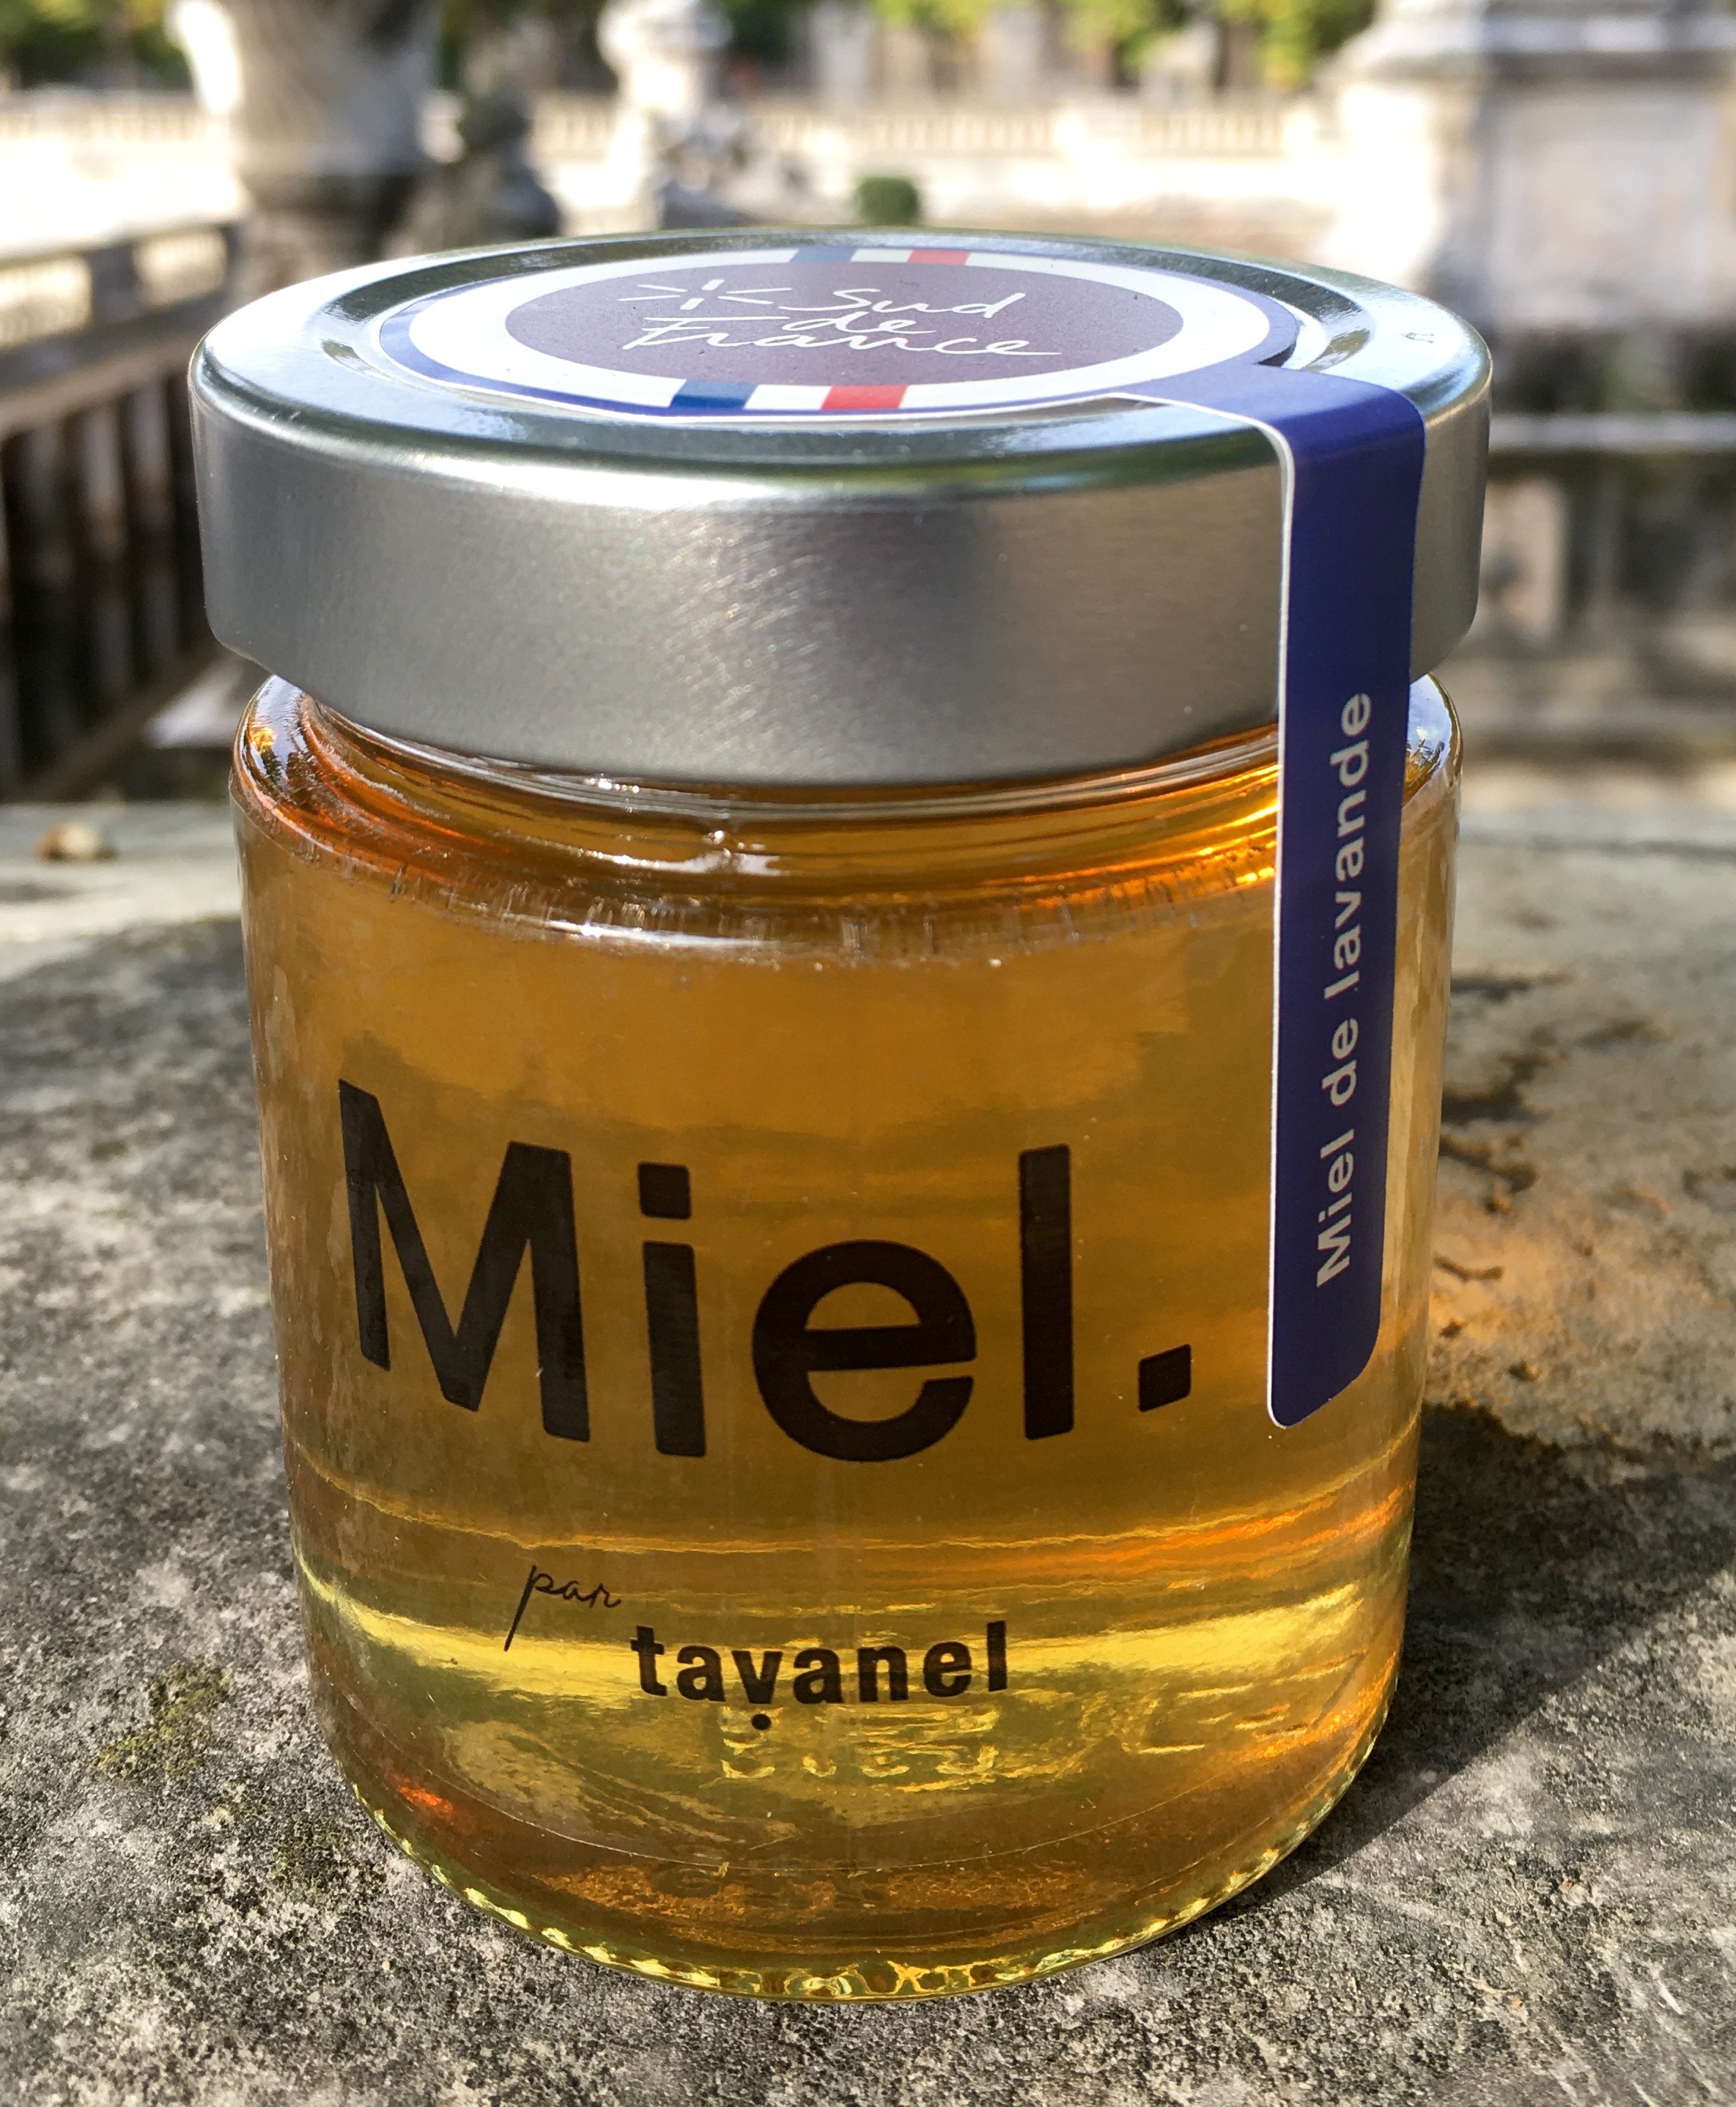 Sud
de
France
Miel de lavande
Miel.
par
tavanel